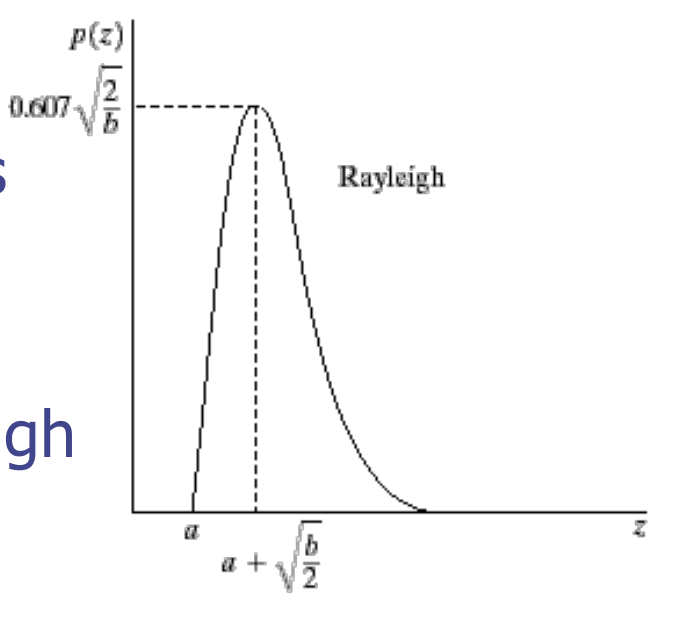 p(z)
0.607√(2/b)
s
Rayleigh
gh
a
z
a + √(b/2)